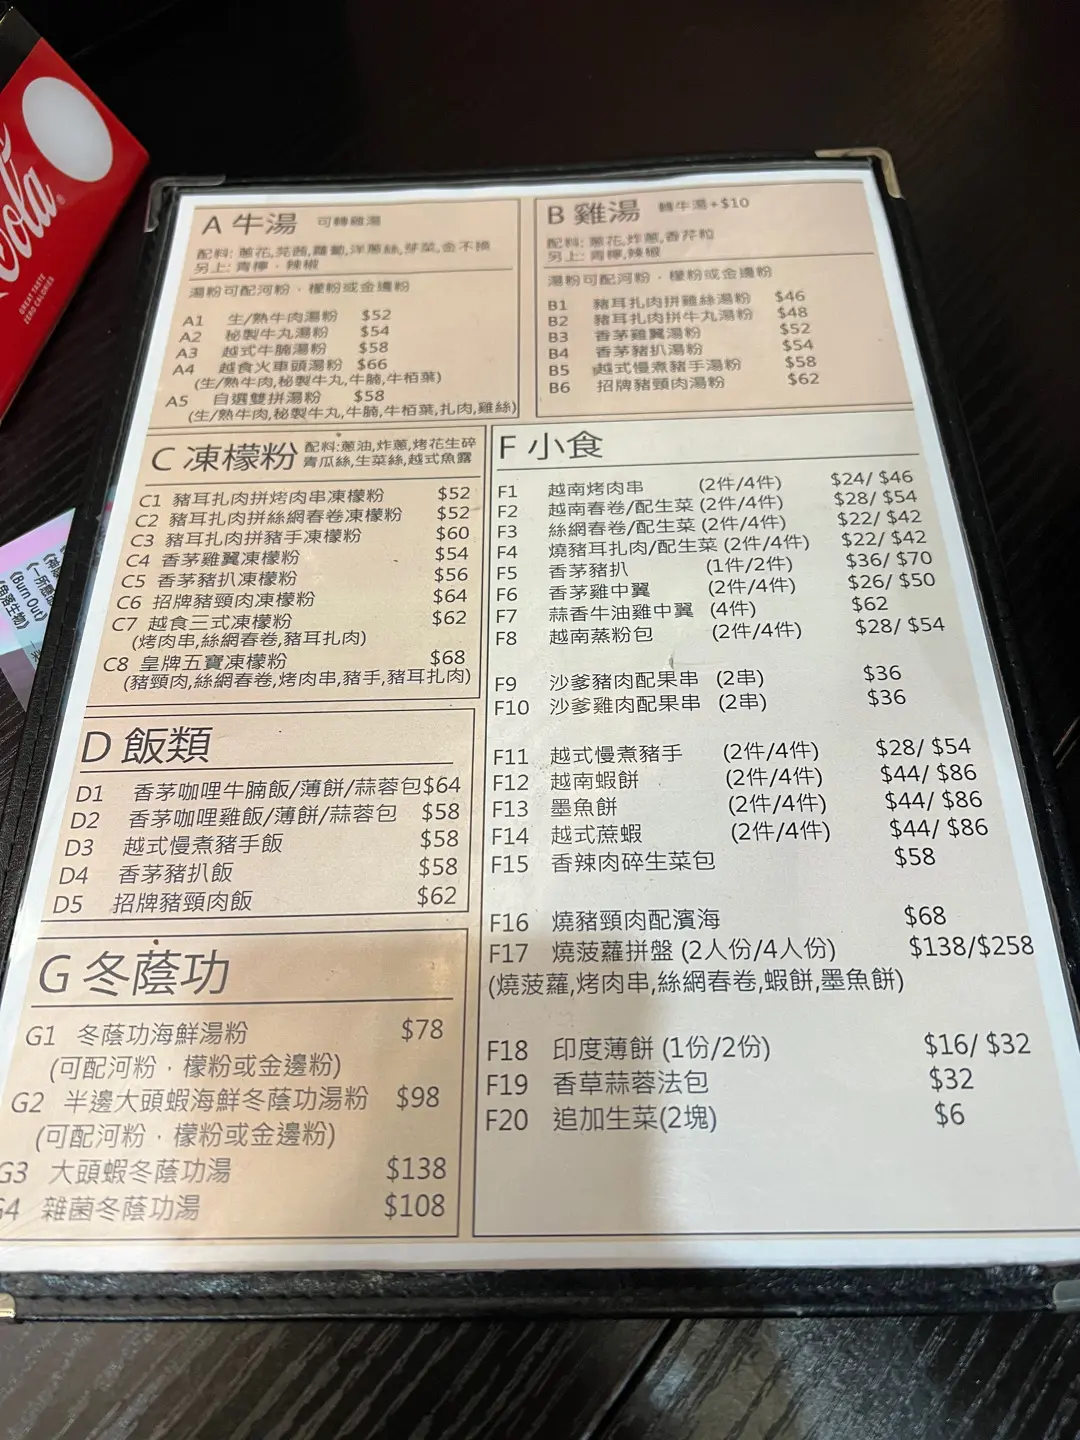 Cola
GREAT TASTE
ZERO CALORIES
《一所懸
《Burn Out》
A 牛湯 可轉雞湯
配料: 蔥花,芫茜,蘿蔔,洋蔥絲,芽菜,金不換
另上: 青檸．辣椒
湯粉可配河粉．檬粉或金邊粉
A1 生/熟牛肉湯粉 $52
A2 秘製牛丸湯粉 $54
A3 越式牛腩湯粉 $58
A4 越食火車頭湯粉 $66
(生/熟牛肉,秘製牛丸,牛腩,牛栢葉)
A5 自選雙拼湯粉 $58
(生/熟牛肉,秘製牛丸,牛腩,牛栢葉,扎肉,雞絲)
B 雞湯 轉牛湯+$10
配料: 蔥花,炸蔥,香芹粒
另上: 青檸,辣椒
湯粉可配河粉．檬粉或金邊粉
B1 豬耳扎肉拼雞絲湯粉 $46
B2 豬耳扎肉拼牛丸湯粉 $48
B3 香茅雞翼湯粉 $52
B4 香茅豬扒湯粉 $54
B5 越式慢煮豬手湯粉 $58
B6 招牌豬頸肉湯粉 $62
C 凍檬粉 配料:蔥油,炸蔥,烤花生碎
青瓜絲,生菜絲,越式魚露
C1 豬耳扎肉拼烤肉串凍檬粉 $52
C2 豬耳扎肉拼絲網春卷凍檬粉 $52
C3 豬耳扎肉拼豬手凍檬粉 $60
C4 香茅雞翼凍檬粉 $54
C5 香茅豬扒凍檬粉 $56
C6 招牌豬頸肉凍檬粉 $64
C7 越食三式凍檬粉 $62
(烤肉串,絲網春卷,豬耳扎肉)
C8 皇牌五寶凍檬粉 $68
(豬頸肉,絲網春卷,烤肉串,豬手,豬耳扎肉)
D 飯類
D1 香茅咖哩牛腩飯/薄餅/蒜蓉包$64
D2 香茅咖哩雞飯/薄餅/蒜蓉包 $58
D3 越式慢煮豬手飯 $58
D4 香茅豬扒飯 $58
D5 招牌豬頸肉飯 $62
G 冬蔭功
G1 冬蔭功海鮮湯粉 $78
(可配河粉．檬粉或金邊粉)
G2 半邊大頭蝦海鮮冬蔭功湯粉 $98
(可配河粉．檬粉或金邊粉)
G3 大頭蝦冬蔭功湯 $138
G4 雜菌冬蔭功湯 $108
F 小食
F1 越南烤肉串 (2件/4件) $24/ $46
F2 越南春卷/配生菜 (2件/4件) $28/ $54
F3 絲網春卷/配生菜 (2件/4件) $22/ $42
F4 燒豬耳扎肉/配生菜 (2件/4件) $22/ $42
F5 香茅豬扒 (1件/2件) $36/ $70
F6 香茅雞中翼 (2件/4件) $26/ $50
F7 蒜香牛油雞中翼 (4件) $62
F8 越南蒸粉包 (2件/4件) $28/ $54
F9 沙爹豬肉配果串 (2串) $36
F10 沙爹雞肉配果串 (2串) $36
F11 越式慢煮豬手 (2件/4件) $28/ $54
F12 越南蝦餅 (2件/4件) $44/ $86
F13 墨魚餅 (2件/4件) $44/ $86
F14 越式蔗蝦 (2件/4件) $44/ $86
F15 香辣肉碎生菜包 $58
F16 燒豬頸肉配濱海 $68
F17 燒菠蘿拼盤 (2人份/4人份) $138/$258
(燒菠蘿,烤肉串,絲網春卷,蝦餅,墨魚餅)
F18 印度薄餅 (1份/2份) $16/ $32
F19 香草蒜蓉法包 $32
F20 追加生菜(2塊) $6